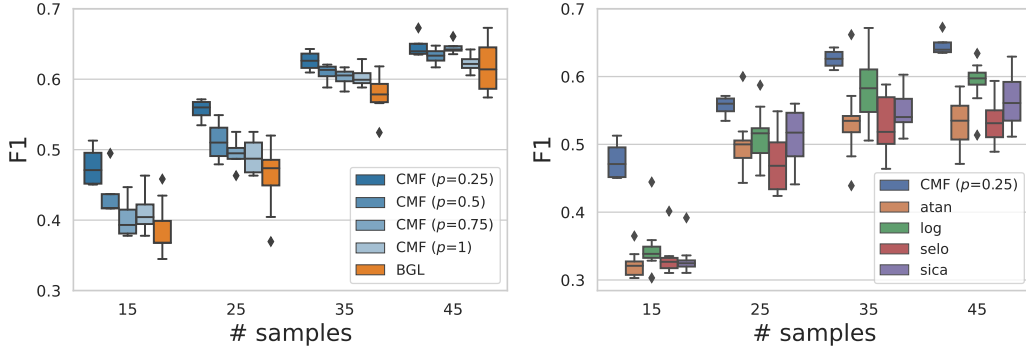 0.7
0.6
0.5
0.4
0.3
F1
15
25
35
45
# samples
CMF (p=0.25)
CMF (p=0.5)
CMF (p=0.75)
CMF (p=1)
BGL
0.7
0.6
0.5
0.4
0.3
F1
15
25
35
45
# samples
CMF (p=0.25)
atan
log
selo
sica